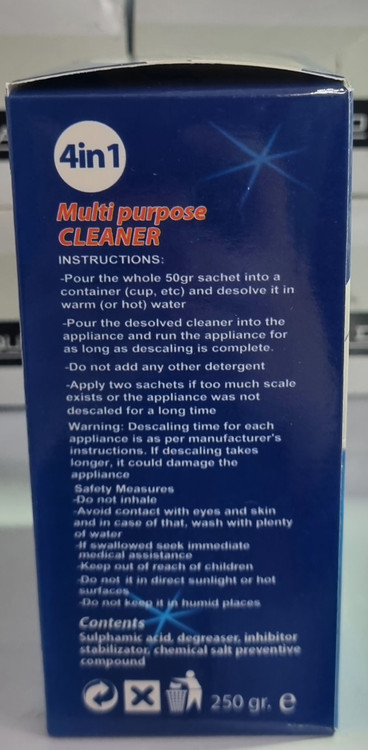 4in1
Multi purpose
CLEANER
INSTRUCTIONS:
-Pour the whole 50gr sachet into a
container (cup, etc) and desolve it in
warm (or hot) water
-Pour the desolved cleaner into the
appliance and run the appliance for
as long as descaling is complete.
-Do not add any other detergent
-Apply two sachets if too much scale
exists or the appliance was not
descaled for a long time
Warning: Descaling time for each
appliance is as per manufacturer's
instructions. If descaling takes
longer, it could damage the
appliance
Safety Measures
-Do not inhale
-Avoid contact with eyes and skin
and in case of that, wash with plenty
of water
-If swallowed seek immediate
medical assistance
-Keep out of reach of children
-Do not it in direct sunlight or hot
surfaces
-Do not keep it in humid places
Contents
Sulphamic acid, degreaser, inhibitor
stabilizator, chemical salt preventive
compound
250 gr. e